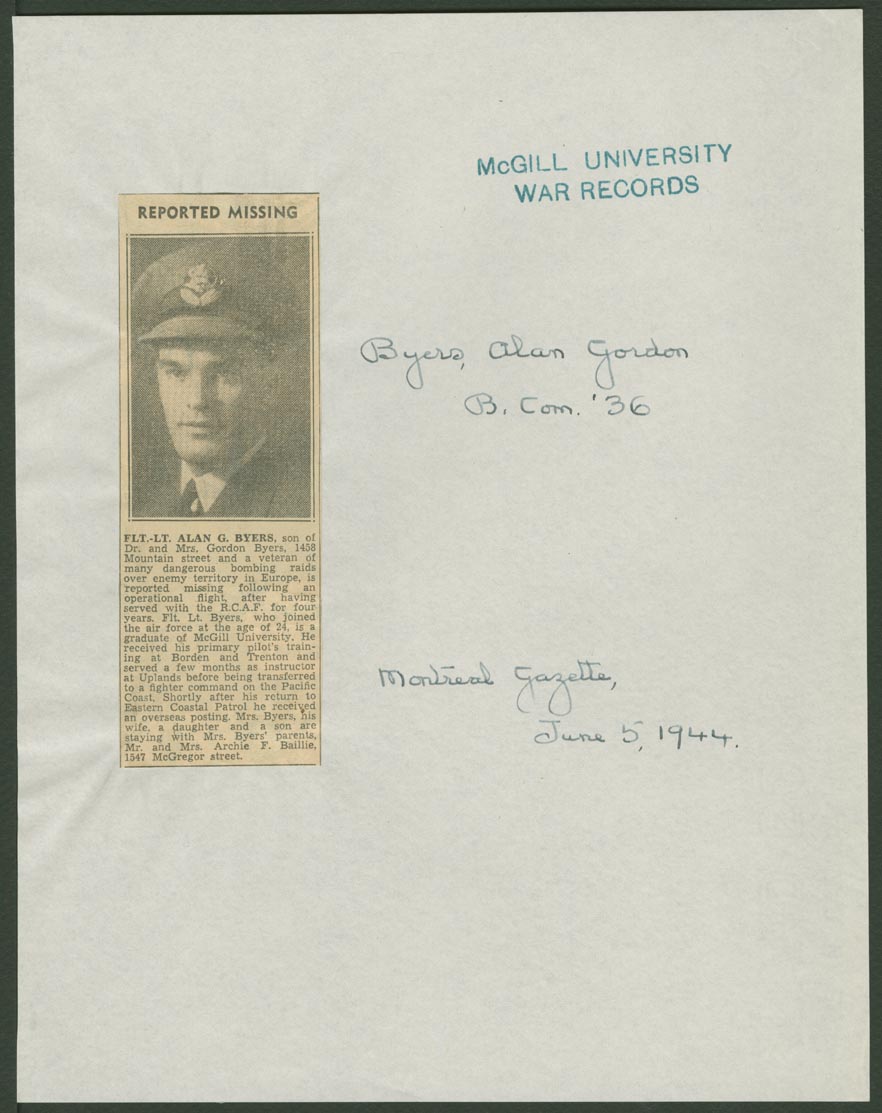 McGILL UNIVERSITY
WAR RECORDS
REPORTED MISSING
Byers, Alan Gordon
B. Com. '36
FLT.-LT. ALAN G. BYERS, son of
Dr. and Mrs. Gordon Byers, 1458
Mountain street and a veteran of
many dangerous bombing raids
over enemy territory in Europe, is
reported missing following an
operational flight, after having
served with the R.C.A.F. for four
years. Flt. Lt. Byers, who joined
the air force at the age of 24, is a
graduate of McGill University. He
received his primary pilot's train-
ing at Borden and Trenton and
served a few months as instructor
at Uplands before being transferred
to a fighter command on the Pacific
Coast. Shortly after his return to
Eastern Coastal Patrol he received
an overseas posting. Mrs. Byers, his
wife, a daughter and a son are
staying with Mrs. Byers' parents,
Mr. and Mrs. Archie F. Baillie,
1547 McGregor street.
Montreal Gazette,
June 5, 1944.